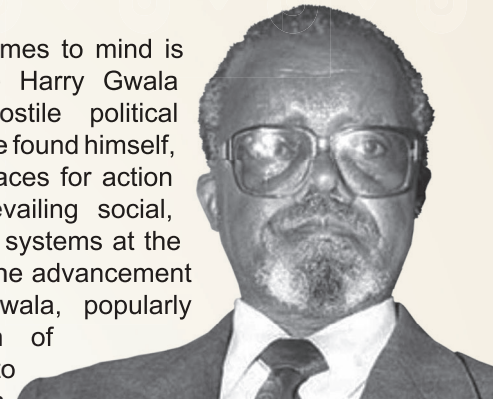 mes to mind is
Harry Gwala
ostile political
e found himself,
aces for action
evailing social,
systems at the
he advancement
wala, popularly
of
to